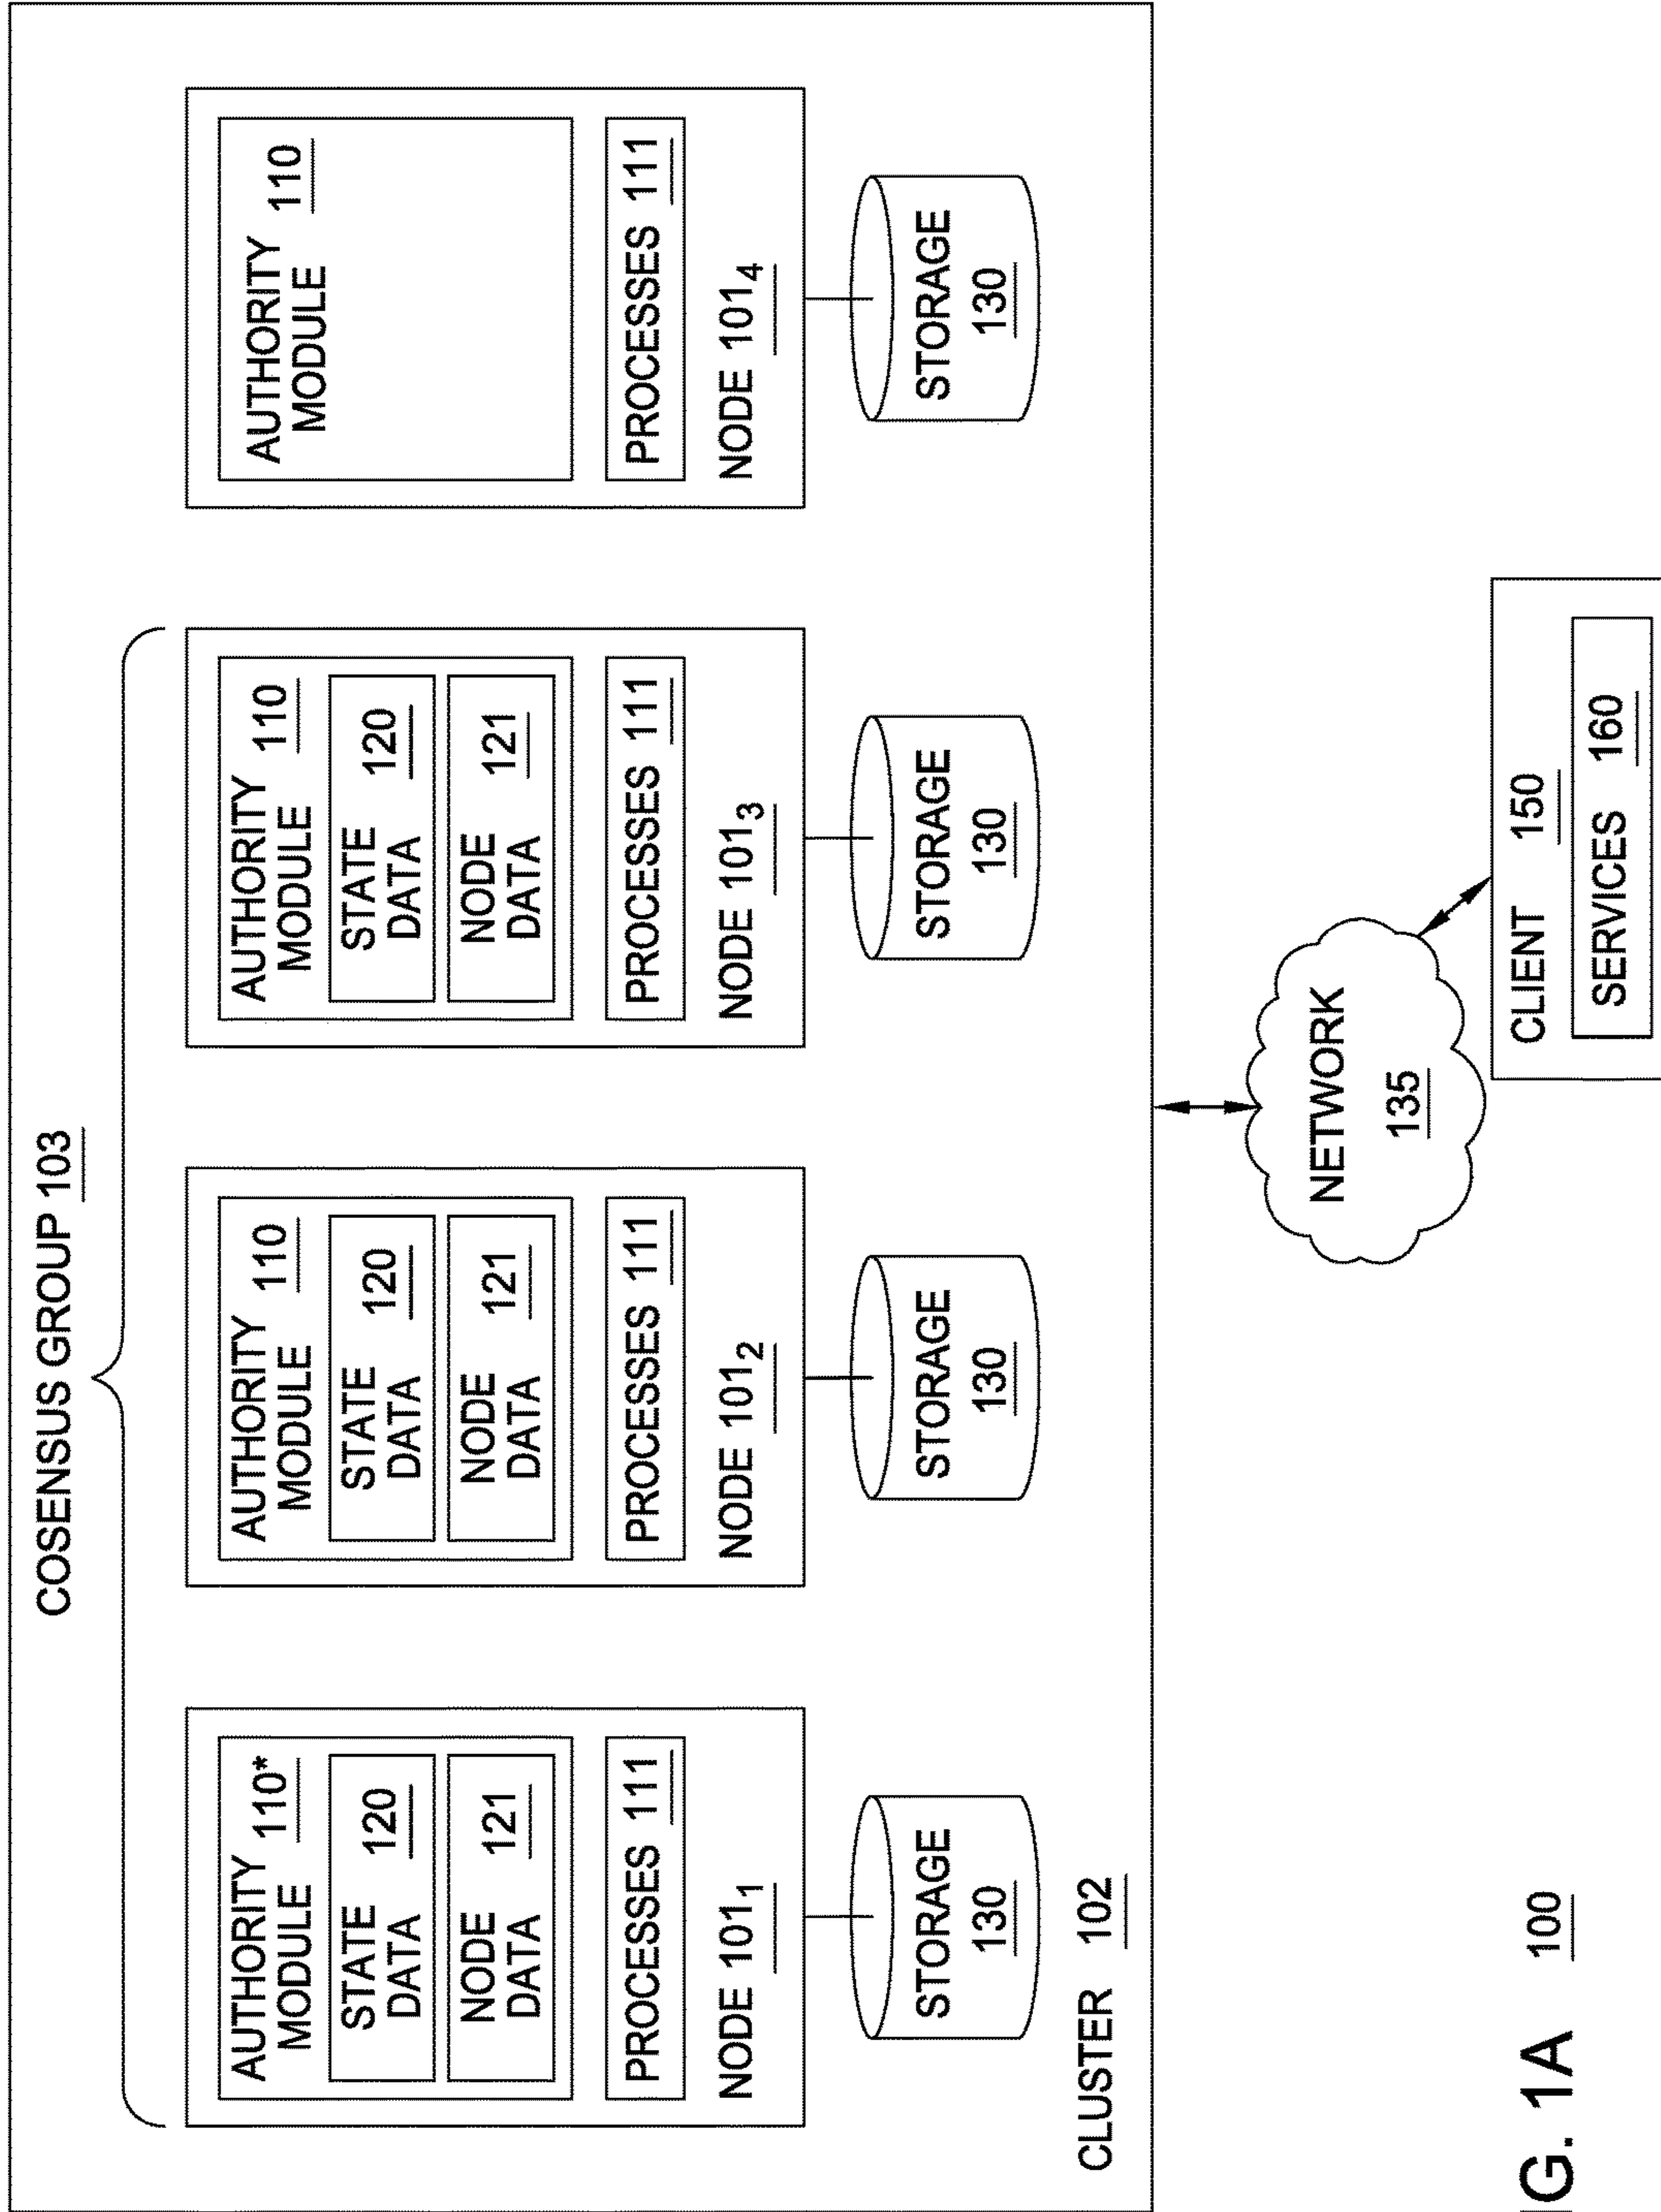 COSENSUS GROUP 103
AUTHORITY
MODULE 110*
STATE
DATA 120
NODE
DATA 121
PROCESSES 111
NODE 101₁
STORAGE
130
AUTHORITY
MODULE 110
STATE
DATA 120
NODE
DATA 121
PROCESSES 111
NODE 101₂
STORAGE
130
AUTHORITY
MODULE 110
STATE
DATA 120
NODE
DATA 121
PROCESSES 111
NODE 101₃
STORAGE
130
AUTHORITY
MODULE 110
PROCESSES 111
NODE 101₄
STORAGE
130
CLUSTER 102
NETWORK
135
CLIENT 150
SERVICES 160
G. 1A 100